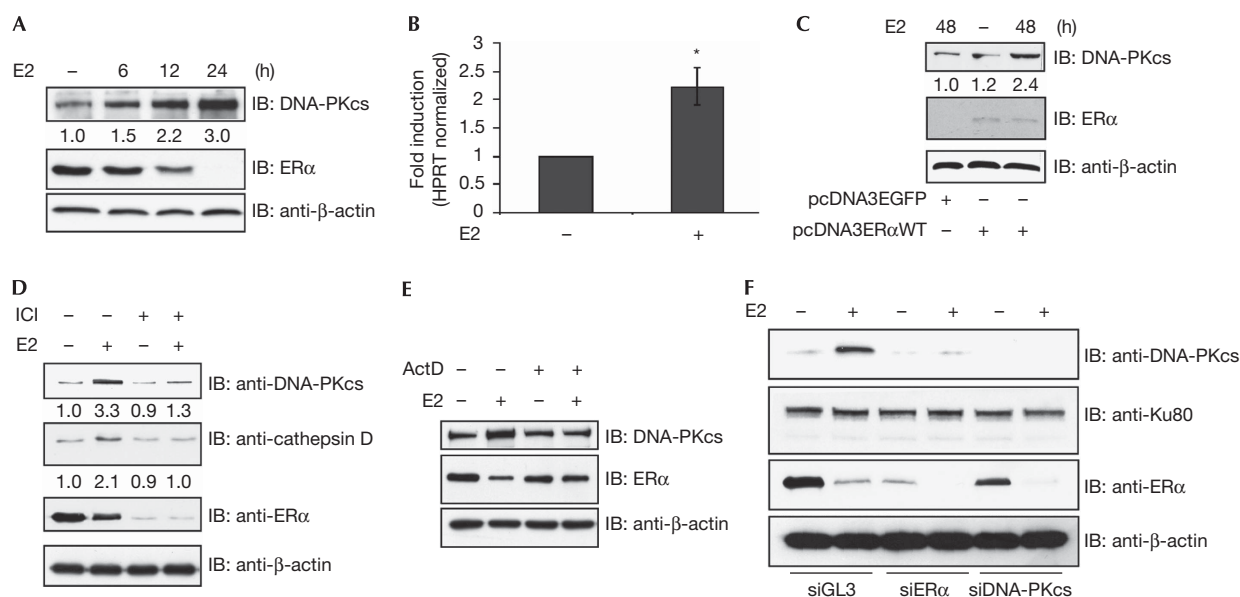 A
E2 – 6 12 24 (h)
IB: DNA-PKcs
1.0 1.5 2.2 3.0
IB: ERα
IB: anti-β-actin
B
Fold induction
(HPRT normalized)
3
2.5
2
1.5
1
0.5
0
*
E2 – +
C
E2 48 – 48 (h)
IB: DNA-PKcs
1.0 1.2 2.4
IB: ERα
IB: anti-β-actin
pcDNA3EGFP + – –
pcDNA3ERαWT – + +
D
ICI – – + +
E2 – + – +
IB: anti-DNA-PKcs
1.0 3.3 0.9 1.3
IB: anti-cathepsin D
1.0 2.1 0.9 1.0
IB: anti-ERα
IB: anti-β-actin
E
ActD – – + +
E2 – + – +
IB: DNA-PKcs
IB: ERα
IB: anti-β-actin
F
E2 – + – + – +
IB: anti-DNA-PKcs
IB: anti-Ku80
IB: anti-ERα
IB: anti-β-actin
siGL3 siERα siDNA-PKcs